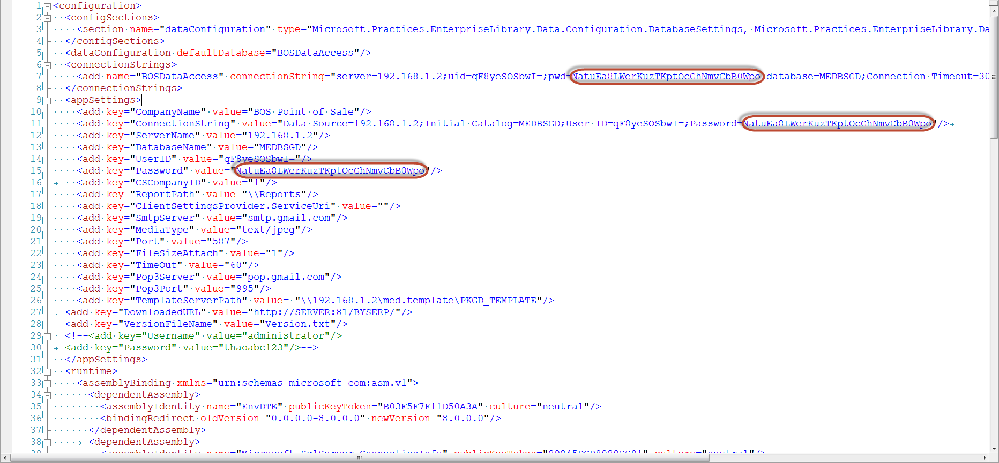 1 <configuration>
2 <configSections>
3 <section name="dataConfiguration" type="Microsoft.Practices.EnterpriseLibrary.Data.Configuration.DatabaseSettings, Microsoft.Practices.EnterpriseLibrary.Da
4 </configSections>
5 <dataConfiguration defaultDatabase="BOSDataAccess"/>
6 <connectionStrings>
7 <add name="BOSDataAccess" connectionString="server=192.168.1.2;uid=qF8yeSOSbwI=;pwd=NatuEa8LWerKuzTKptOcGhNmvCbB0Wpo database=MEDBSGD;Connection Timeout=30
8 </connectionStrings>
9 <appSettings>
10 <add key="CompanyName" value="BOS Point of Sale"/>
11 <add key="ConnectionString" value="Data Source=192.168.1.2;Initial Catalog=MEDBSGD;User ID=qF8yeSOSbwI=;Password=NatuEa8LWerKuzTKptOcGhNmvCbB0Wpo"/>
12 <add key="ServerName" value="192.168.1.2"/>
13 <add key="DatabaseName" value="MEDBSGD"/>
14 <add key="UserID" value="qF8yeSOSbwI="/>
15 <add key="Password" value="NatuEa8LWerKuzTKptOcGhNmvCbB0Wpo"/>
16 <add key="CSCompanyID" value="1"/>
17 <add key="ReportPath" value="\\Reports"/>
18 <add key="ClientSettingsProvider.ServiceUri" value=""/>
19 <add key="SmtpServer" value="smtp.gmail.com"/>
20 <add key="MediaType" value="text/jpeg"/>
21 <add key="Port" value="587"/>
22 <add key="FileSizeAttach" value="1"/>
23 <add key="TimeOut" value="60"/>
24 <add key="Pop3Server" value="pop.gmail.com"/>
25 <add key="Pop3Port" value="995"/>
26 <add key="TemplateServerPath" value= "\\192.168.1.2\med.template\PKGD_TEMPLATE"/>
27 <add key="DownloadedURL" value="http://SERVER:81/BYSERP/"/>
28 <add key="VersionFileName" value="Version.txt"/>
29 <!--<add key="Username" value="administrator"/>
30 <add key="Password" value="thaoabc123"/>-->
31 </appSettings>
32 <runtime>
33 <assemblyBinding xmlns="urn:schemas-microsoft-com:asm.v1">
34 <dependentAssembly>
35 <assemblyIdentity name="EnvDTE" publicKeyToken="B03F5F7F11D50A3A" culture="neutral"/>
36 <bindingRedirect oldVersion="0.0.0.0-8.0.0.0" newVersion="8.0.0.0"/>
37 </dependentAssembly>
38 <dependentAssembly>
39 <assemblyIdentity name="Microsoft.SqlServer.ConnectionInfo" publicKeyToken="89845DCD8080CC91" culture="neutral"/>